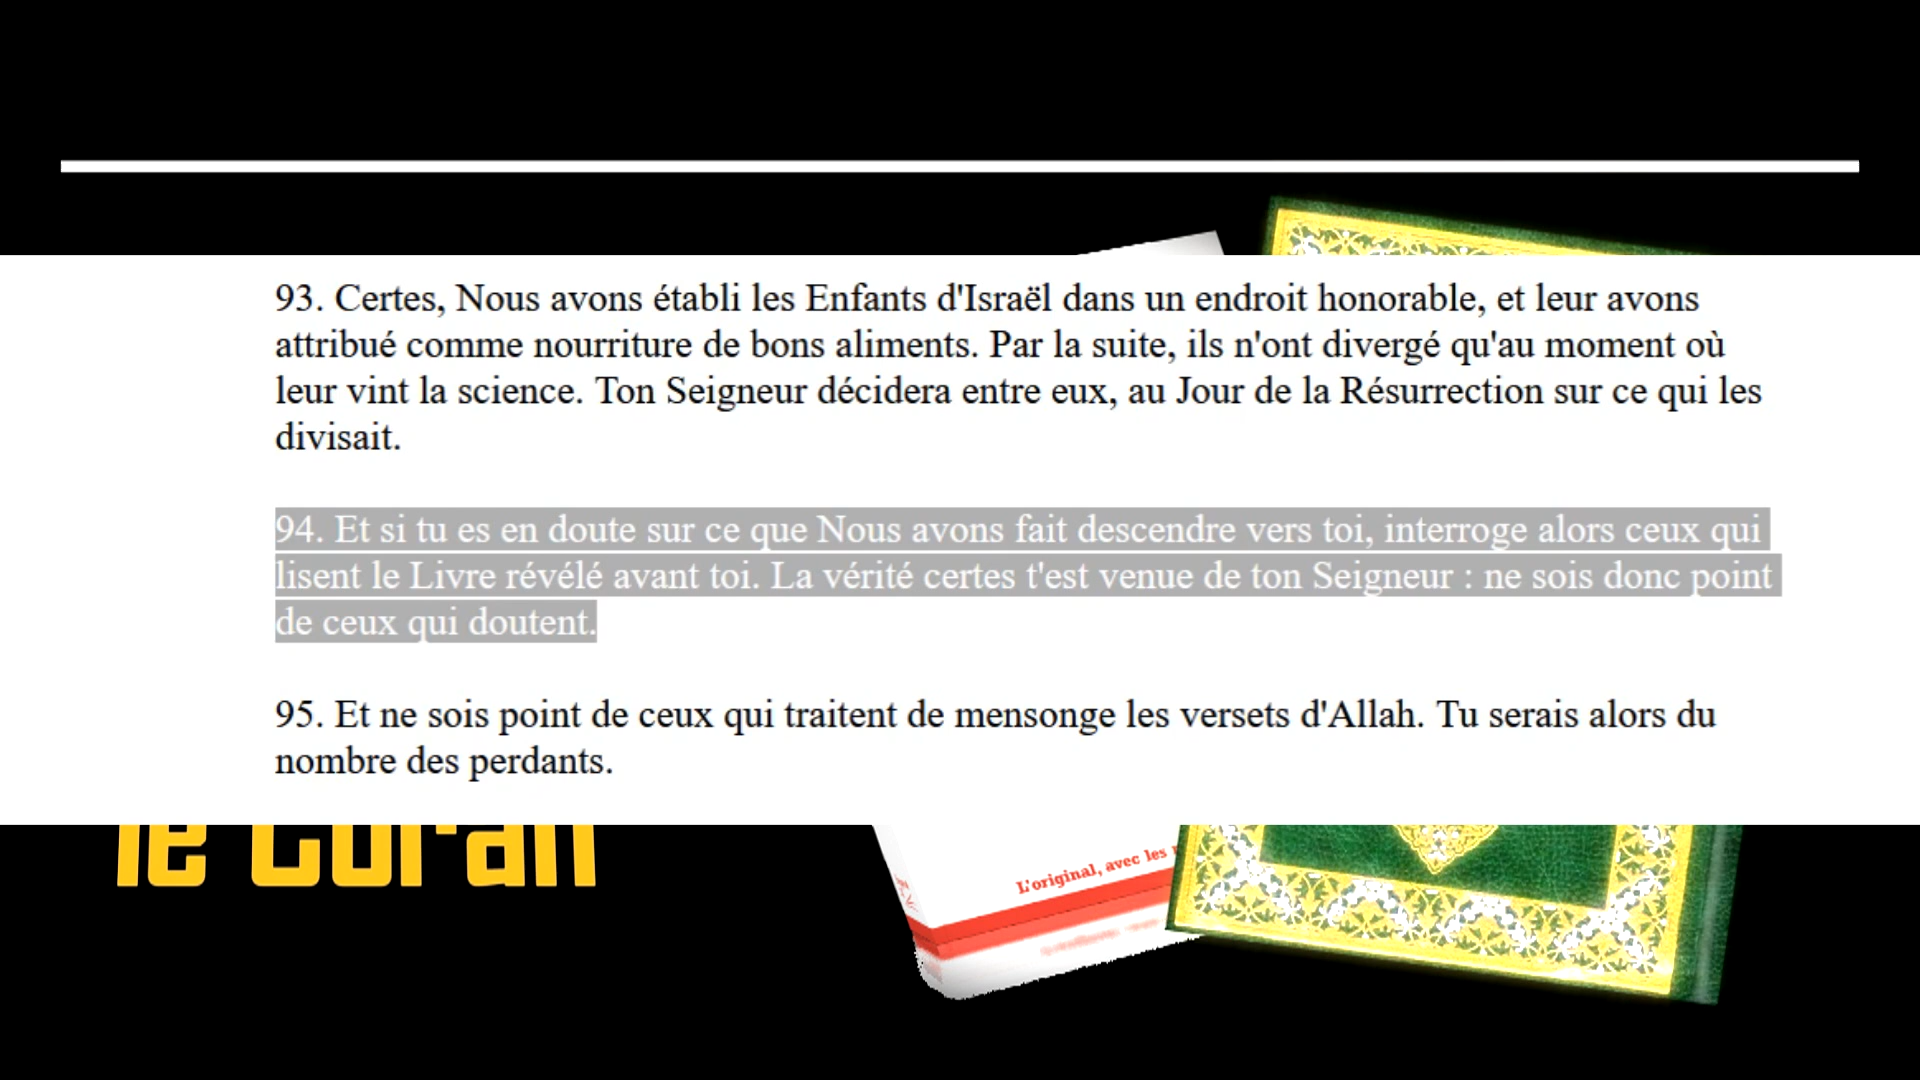 93. Certes, Nous avons établi les Enfants d'Israël dans un endroit honorable, et leur avons
attribué comme nourriture de bons aliments. Par la suite, ils n'ont divergé qu'au moment où
leur vint la science. Ton Seigneur décidera entre eux, au Jour de la Résurrection sur ce qui les
divisait.
94. Et si tu es en doute sur ce que Nous avons fait descendre vers toi, interroge alors ceux qui
lisent le Livre révélé avant toi. La vérité certes t'est venue de ton Seigneur : ne sois donc point
de ceux qui doutent.
95. Et ne sois point de ceux qui traitent de mensonge les versets d'Allah. Tu serais alors du
nombre des perdants.
le Coran
L'original, avec les